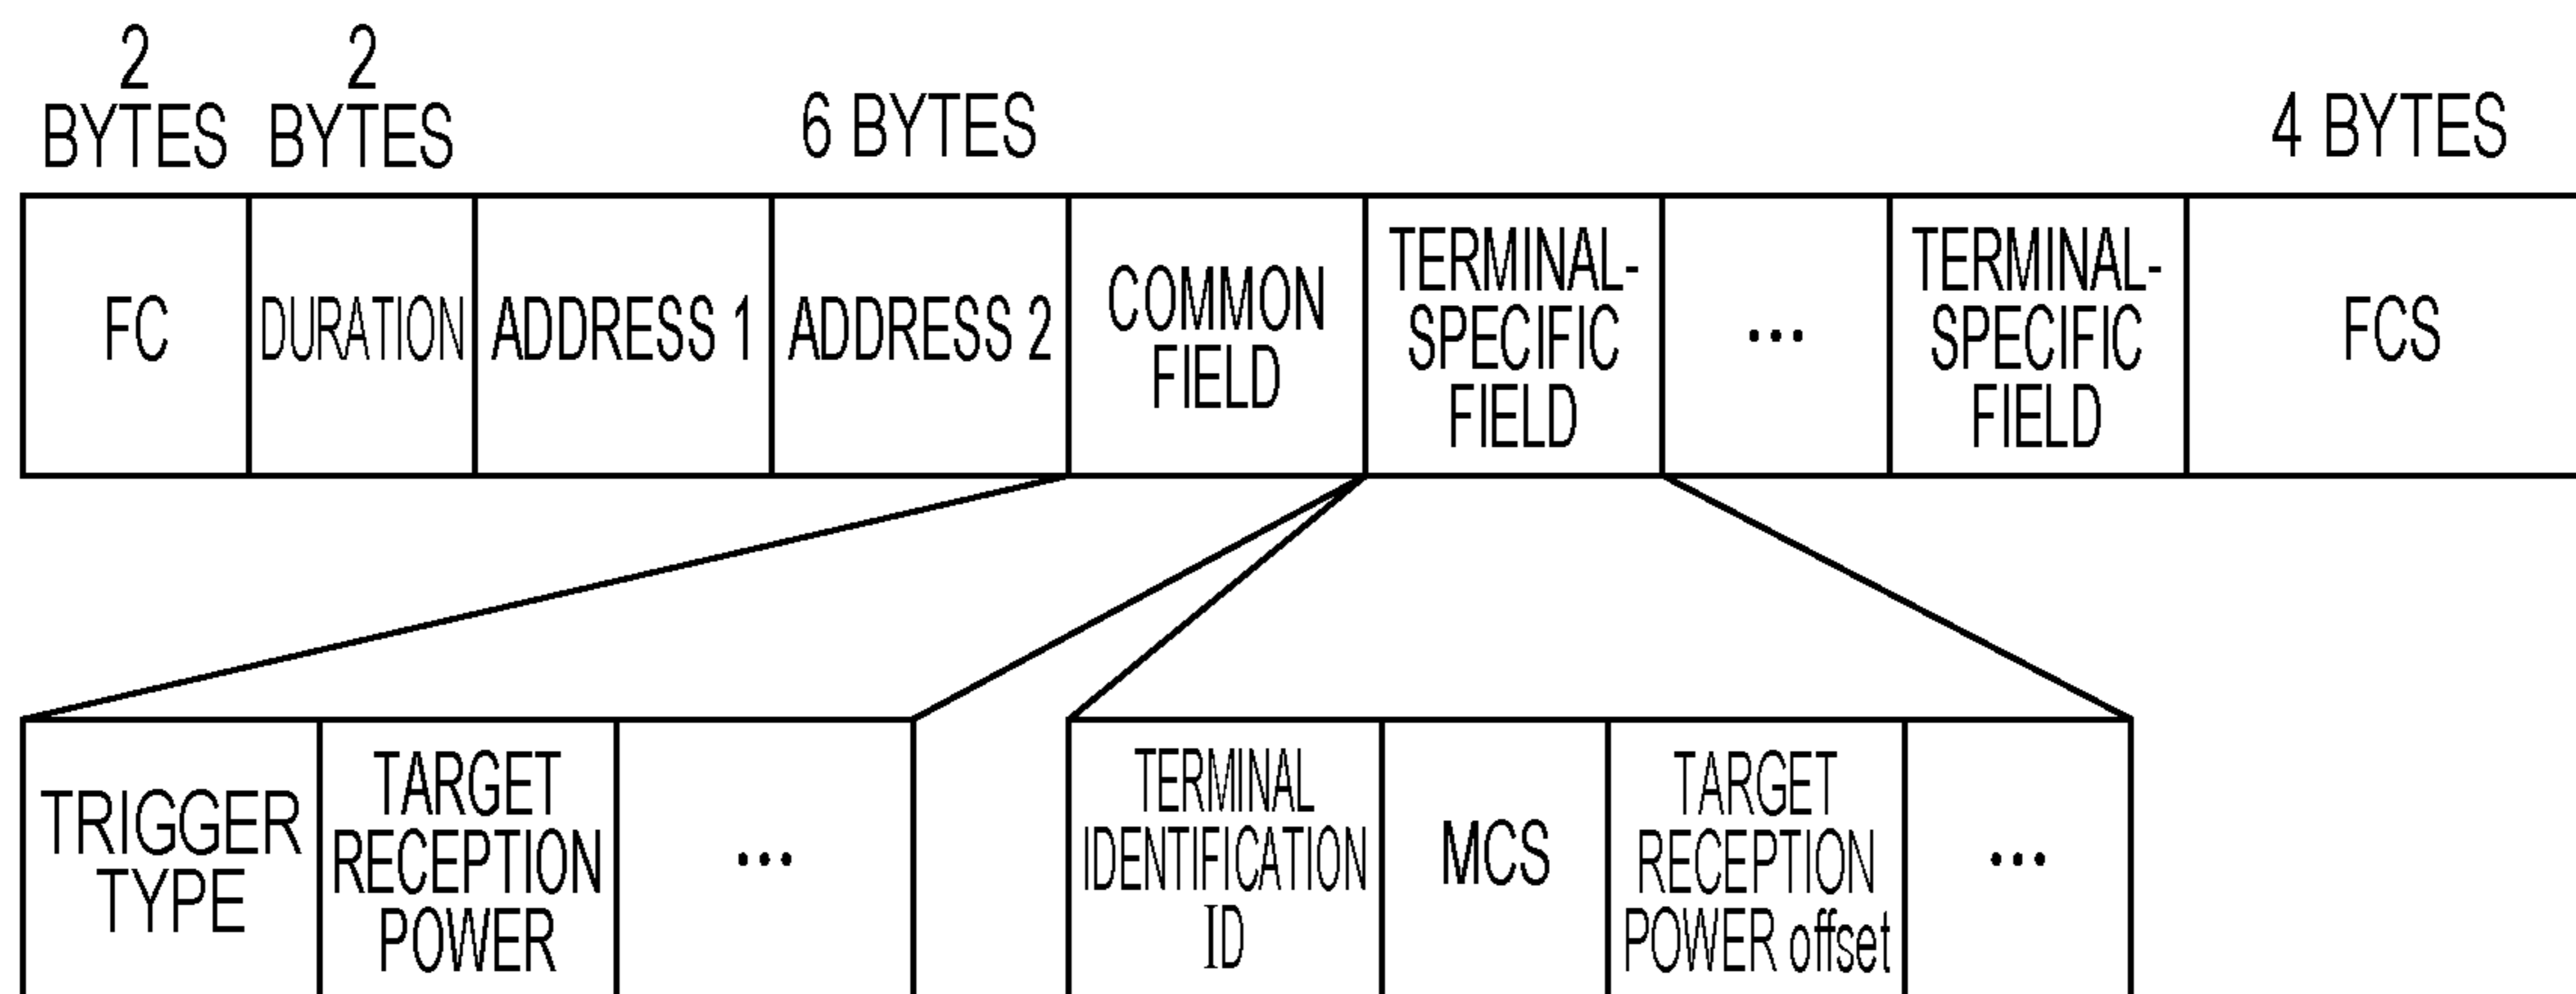 2
BYTES
2
BYTES
6 BYTES
4 BYTES
FC
DURATION
ADDRESS 1
ADDRESS 2
COMMON
FIELD
TERMINAL-
SPECIFIC
FIELD
...
TERMINAL-
SPECIFIC
FIELD
FCS
TRIGGER
TYPE
TARGET
RECEPTION
POWER
...
TERMINAL
IDENTIFICATION
ID
MCS
TARGET
RECEPTION
POWER offset
...